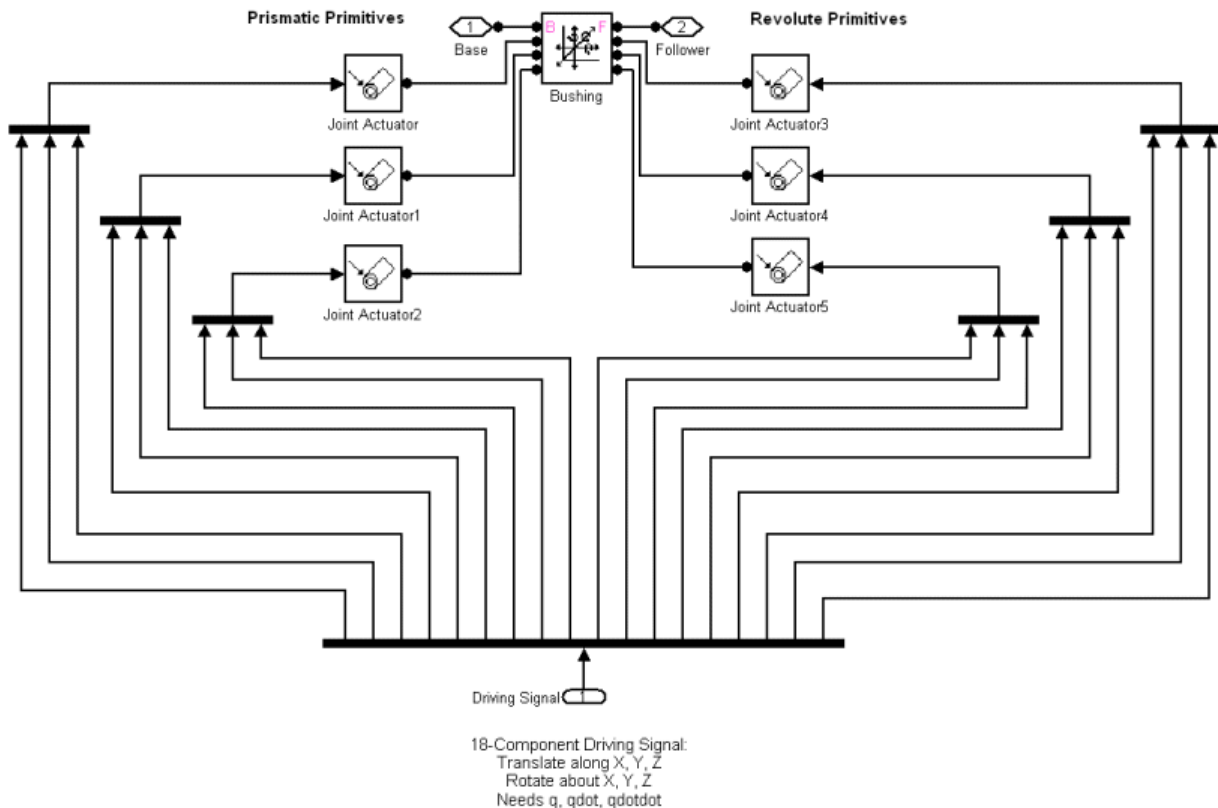 Prismatic Primitives
Revolute Primitives
1
B
F
2
Base
Follower
Bushing
Joint Actuator
Joint Actuator3
Joint Actuator1
Joint Actuator4
Joint Actuator2
Joint Actuator5
Driving Signal
1
18-Component Driving Signal:
Translate along X, Y, Z
Rotate about X, Y, Z
Needs q, qdot, qdotdot